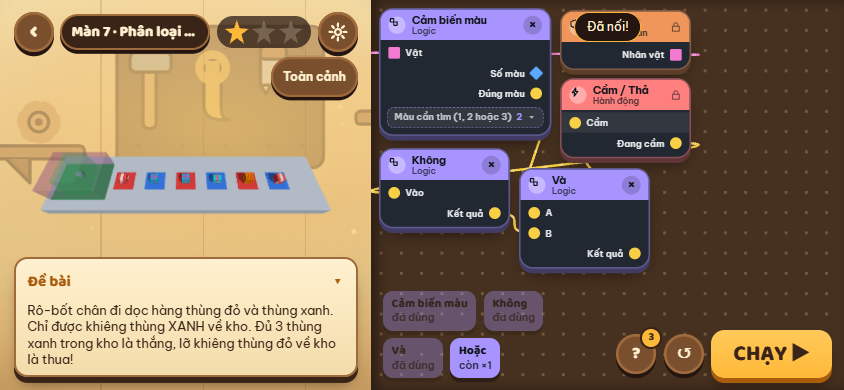 Màn 7 · Phân loại ...
Toàn cảnh
Đề bài
Rô-bốt chân đi dọc hàng thùng đỏ và thùng xanh.
Chỉ được khiêng thùng XANH về kho. Đủ 3 thùng
xanh trong kho là thắng, lỡ khiêng thùng đỏ về kho
là thua!
Cảm biến màu
Logic
Vật
Số màu
Đúng màu
Màu cần tìm (1, 2 hoặc 3) 2
Đã nối!
Nhân vật
Cầm / Thả
Hành động
Cầm
Đang cầm
Không
Logic
Vào
Kết quả
Và
Logic
A
B
Kết quả
Cảm biến màu
đã dùng
Không
đã dùng
Và
đã dùng
Hoặc
còn ×1
?
3
CHẠY